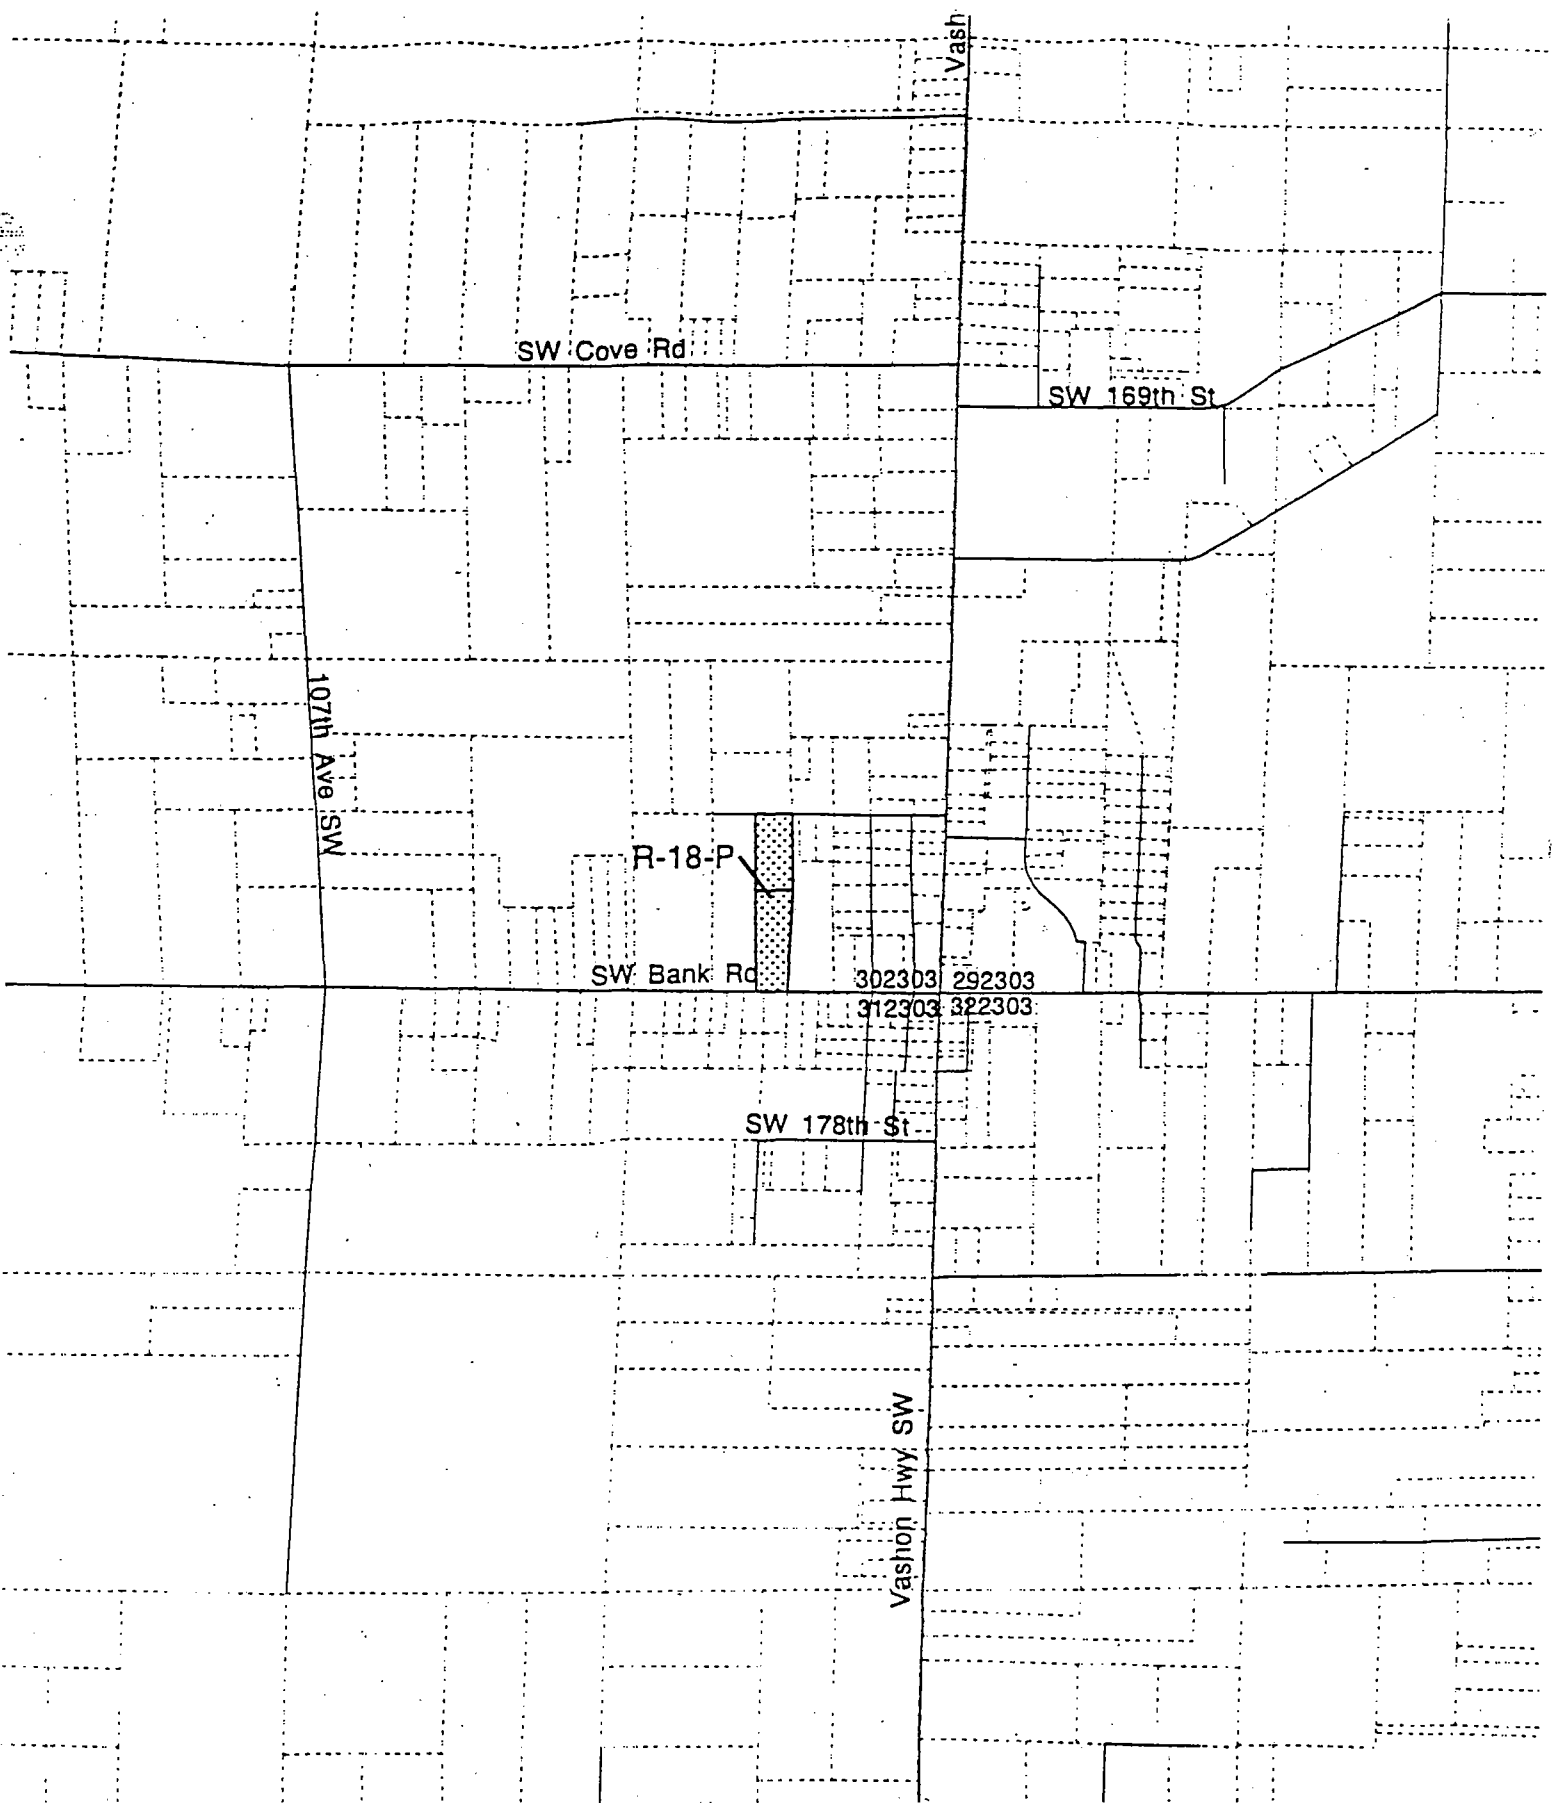 Vash
SW Cove Rd
SW 169th St
107th Ave SW
R-18-P
SW Bank Rd
302303 292303
312303 322303
SW 178th St
Vashon Hwy SW